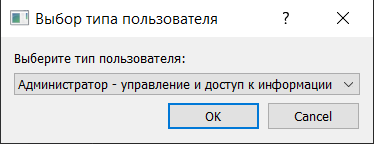 Выбор типа пользователя
Выберите тип пользователя:
Администратор - управление и доступ к информации
OK Cancel